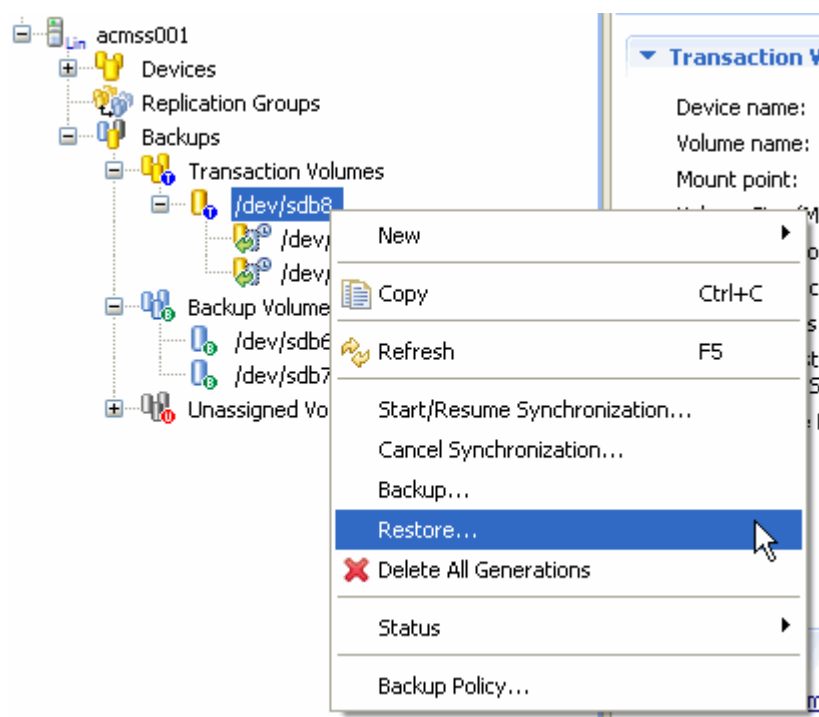 acmss001
Lin
Devices
Replication Groups
Backups
Transaction Volumes
/dev/sdb8
/dev/
/dev/
Backup Volume
/dev/sdb6
/dev/sdb7
Unassigned Vo
New
Copy Ctrl+C
Refresh F5
Start/Resume Synchronization...
Cancel Synchronization...
Backup...
Restore...
Delete All Generations
Status
Backup Policy...
Transaction V
Device name:
Volume name:
Mount point: